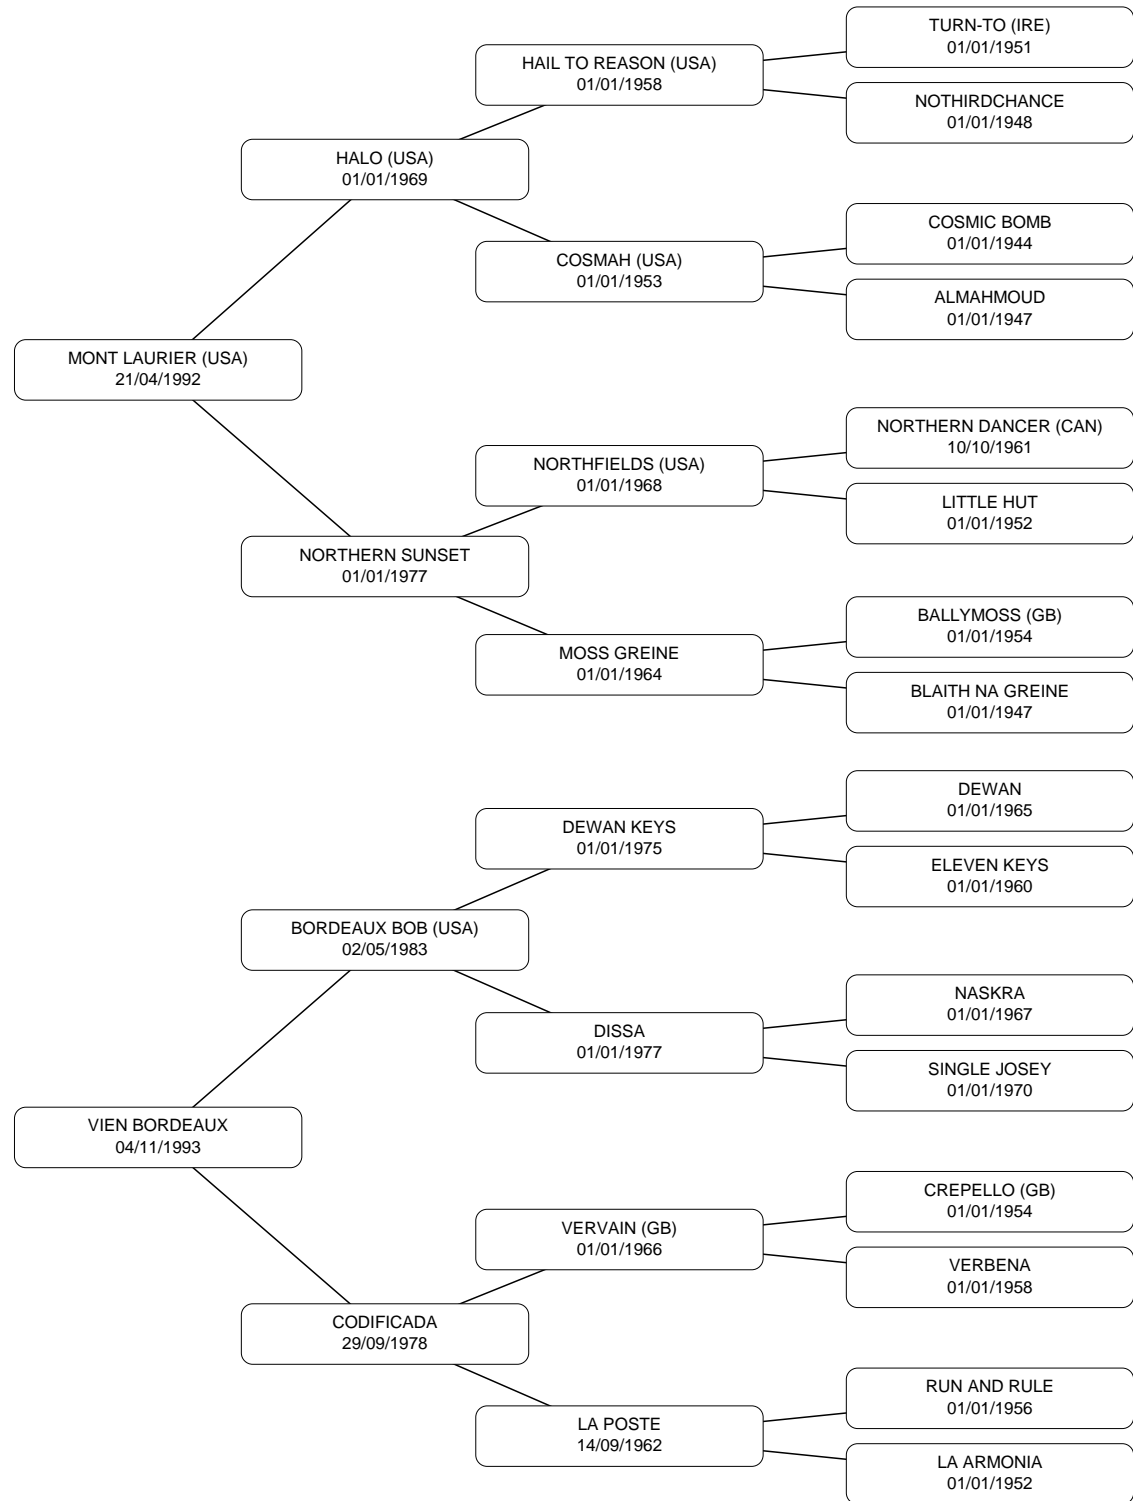 TURN-TO (IRE)
01/01/1951
HAIL TO REASON (USA)
01/01/1958
NOTHIRDCHANCE
01/01/1948
HALO (USA)
01/01/1969
COSMIC BOMB
01/01/1944
COSMAH (USA)
01/01/1953
ALMAHMOUD
01/01/1947
MONT LAURIER (USA)
21/04/1992
NORTHERN DANCER (CAN)
10/10/1961
NORTHFIELDS (USA)
01/01/1968
LITTLE HUT
01/01/1952
NORTHERN SUNSET
01/01/1977
BALLYMOSS (GB)
01/01/1954
MOSS GREINE
01/01/1964
BLAITH NA GREINE
01/01/1947
DEWAN
01/01/1965
DEWAN KEYS
01/01/1975
ELEVEN KEYS
01/01/1960
BORDEAUX BOB (USA)
02/05/1983
NASKRA
01/01/1967
DISSA
01/01/1977
SINGLE JOSEY
01/01/1970
VIEN BORDEAUX
04/11/1993
CREPELLO (GB)
01/01/1954
VERVAIN (GB)
01/01/1966
VERBENA
01/01/1958
CODIFICADA
29/09/1978
RUN AND RULE
01/01/1956
LA POSTE
14/09/1962
LA ARMONIA
01/01/1952